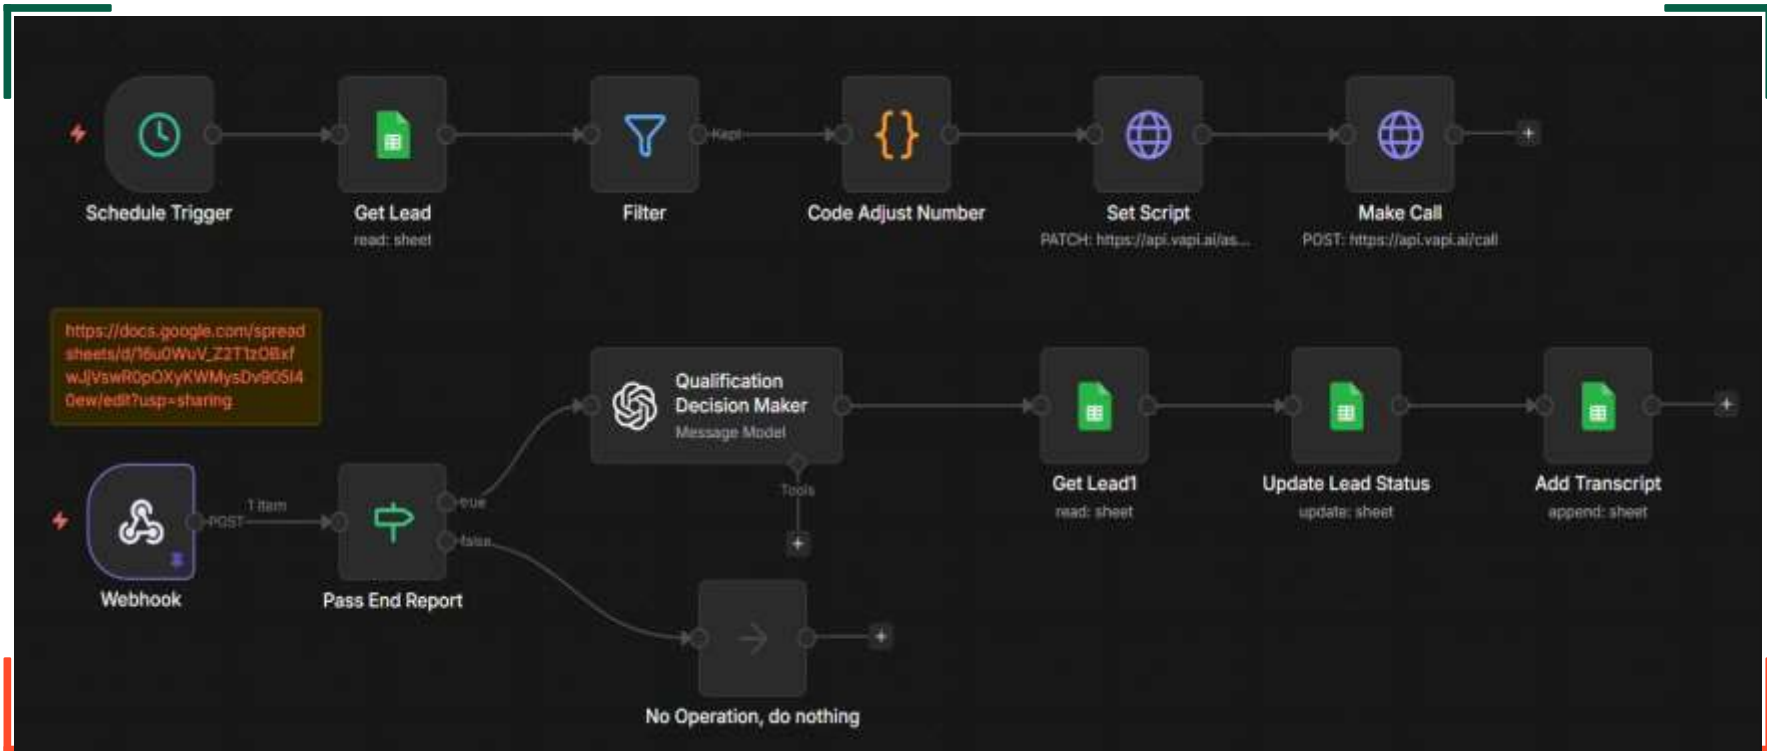 Kept
Schedule Trigger
Get Lead
read: sheet
Filter
Code Adjust Number
Set Script
PATCH: https://api.vapi.ai/as...
Make Call
POST: https://api.vapi.ai/call
https://docs.google.com/spread
sheets/d/
0ew/edit?usp=sharing
Qualification
Decision Maker
Message Model
Tools
Get Lead1
read: sheet
Update Lead Status
update: sheet
Add Transcript
append: sheet
POST
1 item
true
false
Webhook
Pass End Report
No Operation, do nothing